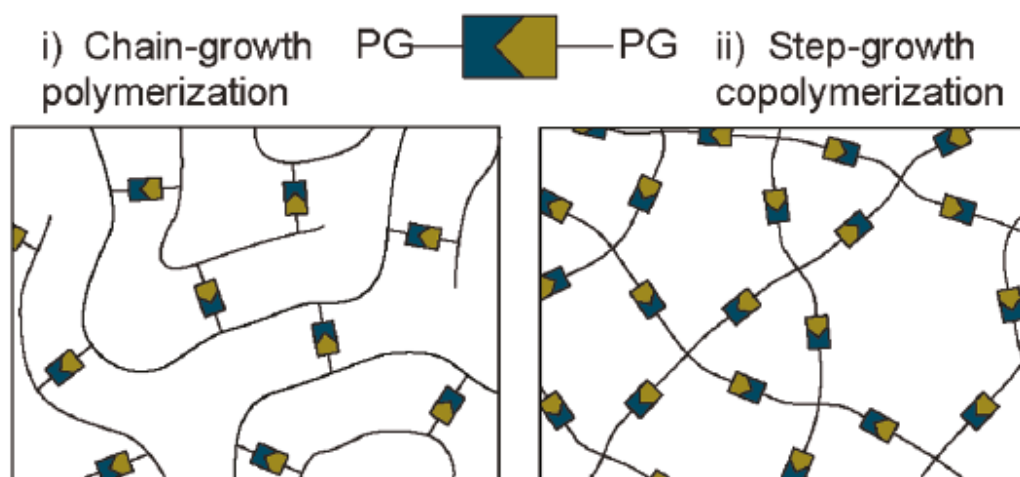 i) Chain-growth
polymerization
PG
PG
ii) Step-growth
copolymerization